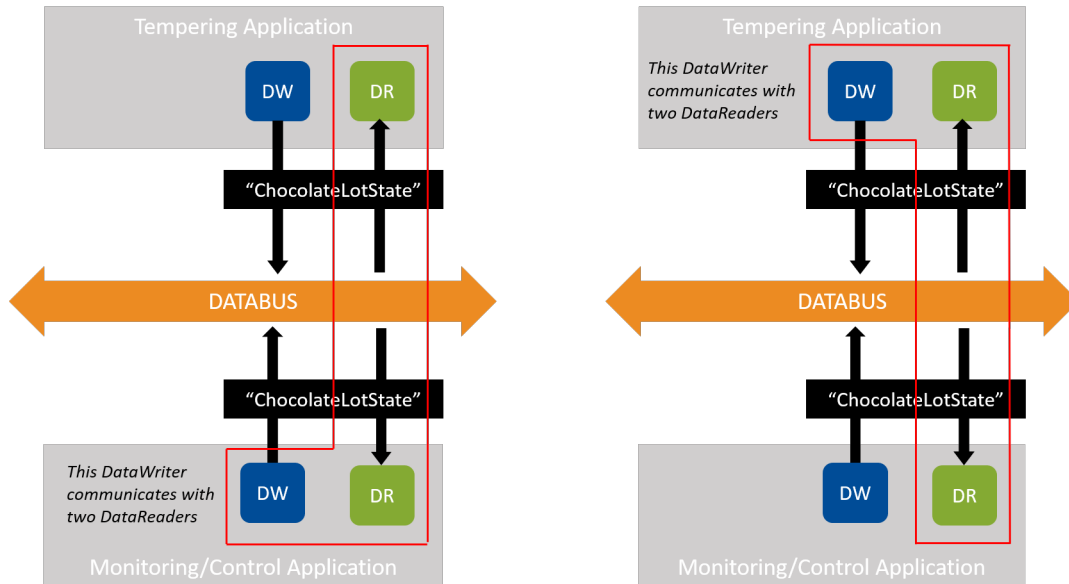 Tempering Application
DW
DR
“ChocolateLotState”
DATABUS
“ChocolateLotState”
This DataWriter
communicates with
two DataReaders
DW
DR
Monitoring/Control Application
Tempering Application
This DataWriter
communicates with
two DataReaders
DW
DR
“ChocolateLotState”
DATABUS
“ChocolateLotState”
DW
DR
Monitoring/Control Application